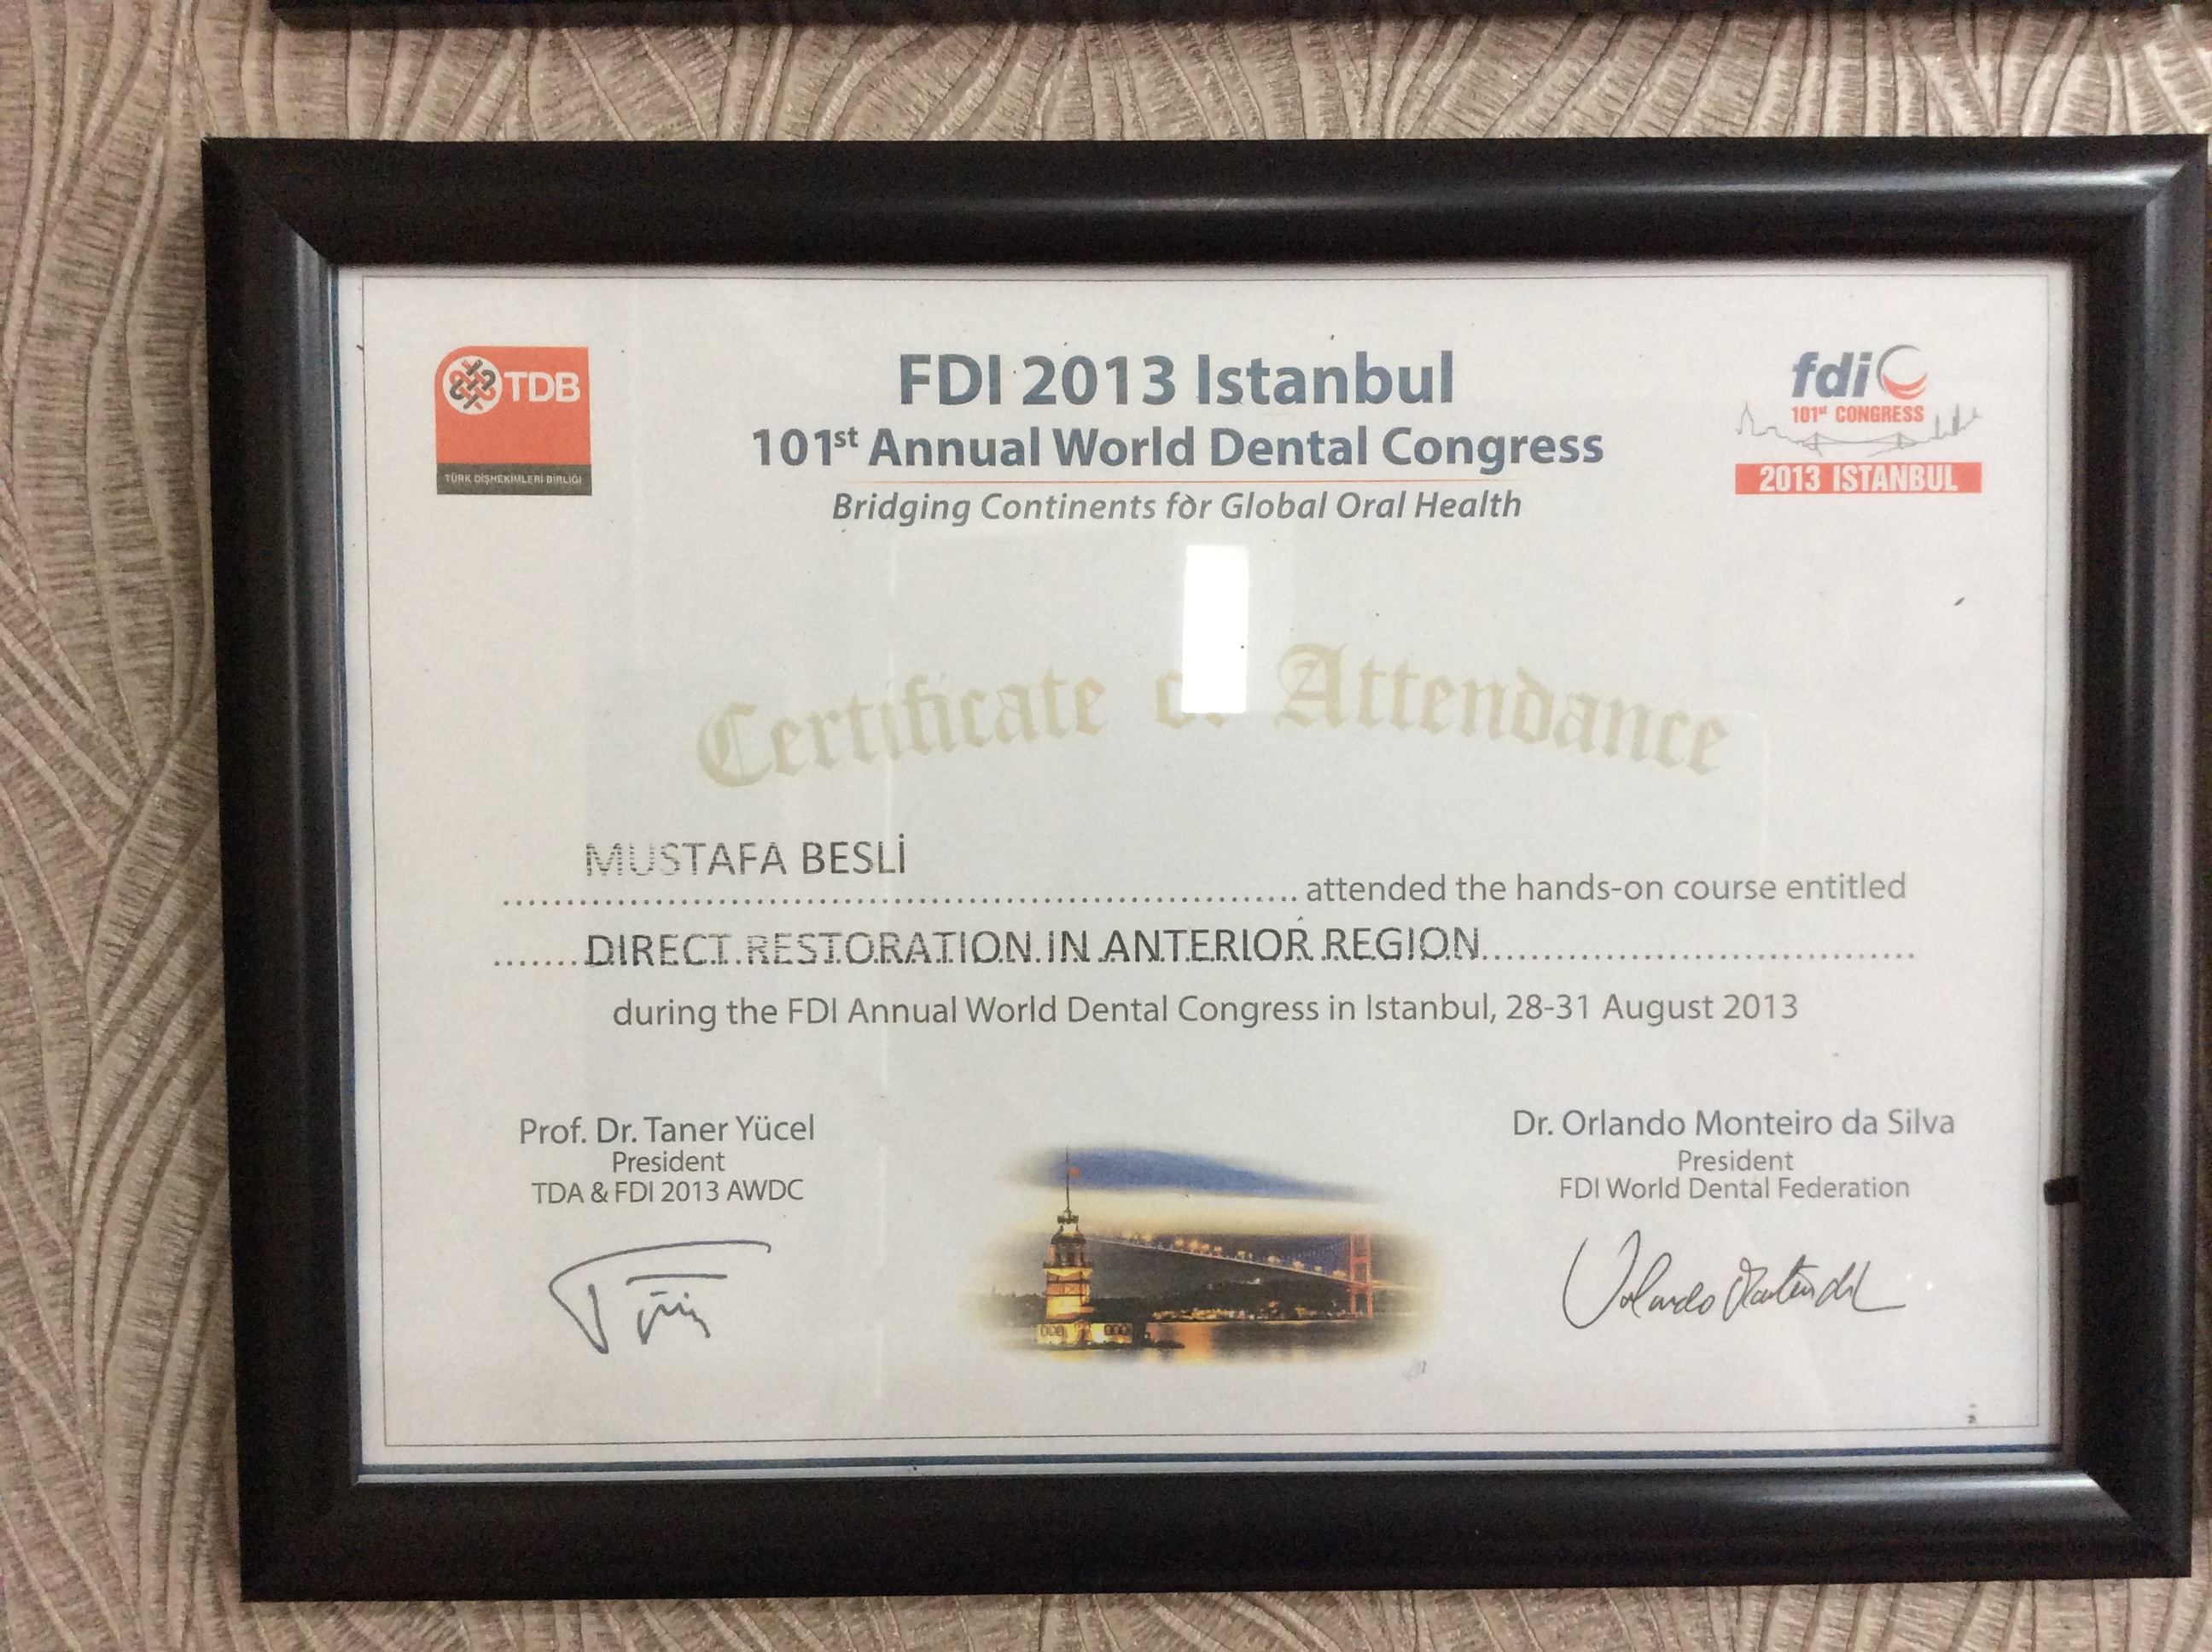 TDB
TÜRK DİŞHEKİMLERİ BİRLİĞİ
FDI 2013 Istanbul
101st Annual World Dental Congress
Bridging Continents for Global Oral Health
fdi
101st CONGRESS
2013 ISTANBUL
Certificate of Attendance
MUSTAFA BESLİ
attended the hands-on course entitled
DIRECT RESTORATION IN ANTERIOR REGION
during the FDI Annual World Dental Congress in Istanbul, 28-31 August 2013
Prof. Dr. Taner Yücel
President
TDA & FDI 2013 AWDC
Dr. Orlando Monteiro da Silva
President
FDI World Dental Federation